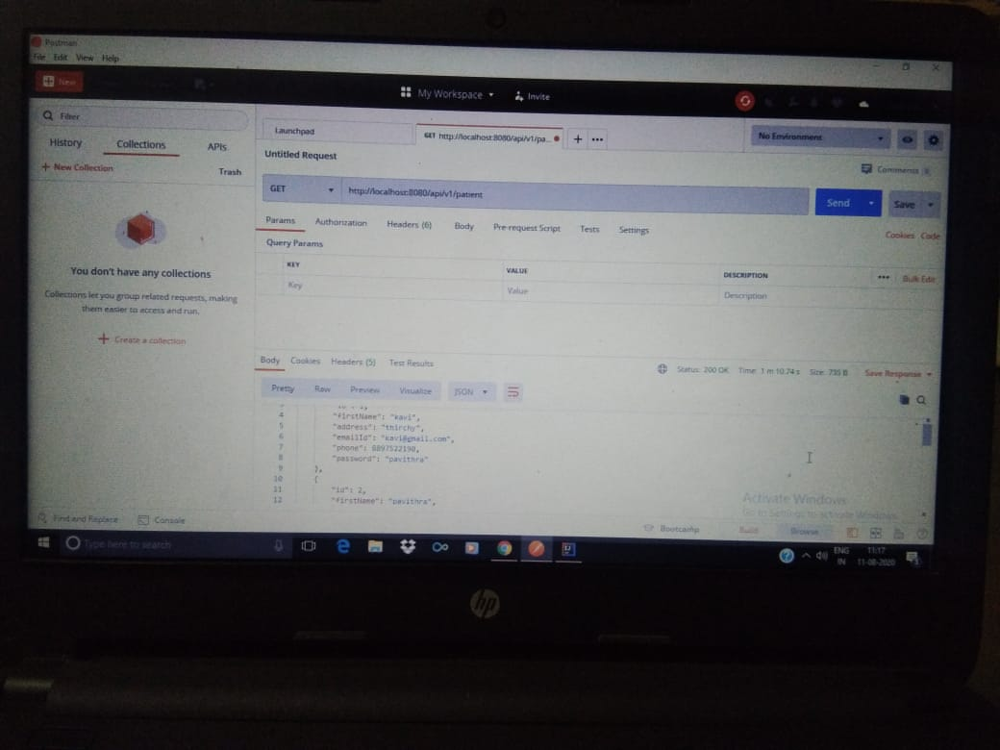 Postman
File Edit View Help
New
My Workspace
Invite
Filter
History Collections APIs
New Collection Trash
You don't have any collections
Collections let you group related requests, making
them easier to access and run.
Create a collection
Launchpad
GET http://localhost:8080/api/v1/pa...
No Environment
Untitled Request
Comments 0
GET http://localhost:8080/api/v1/patient
Send
Save
Params Authorization Headers (6) Body Pre-request Script Tests Settings
Cookies Code
Query Params
KEY VALUE DESCRIPTION
Bulk Edit
Key Value Description
Body Cookies Headers (5) Test Results
Status: 200 OK Time: 1 m 10.74 s Size: 735 B Save Response
Pretty Raw Preview Visualize JSON
4 "firstName": "kavi",
5 "address": "thirchy",
6 "emailId": "kavi@gmail.com",
7 "phone": 8897522190,
8 "password": "pavithra"
9 },
10 {
11 "id": 2,
12 "firstName": "pavithra",
Activate Windows
Go to Settings to activate Windows.
Find and Replace Console
Bootcamp Build Browse
Type here to search
ENG
IN
11:17
11-08-2020
hp